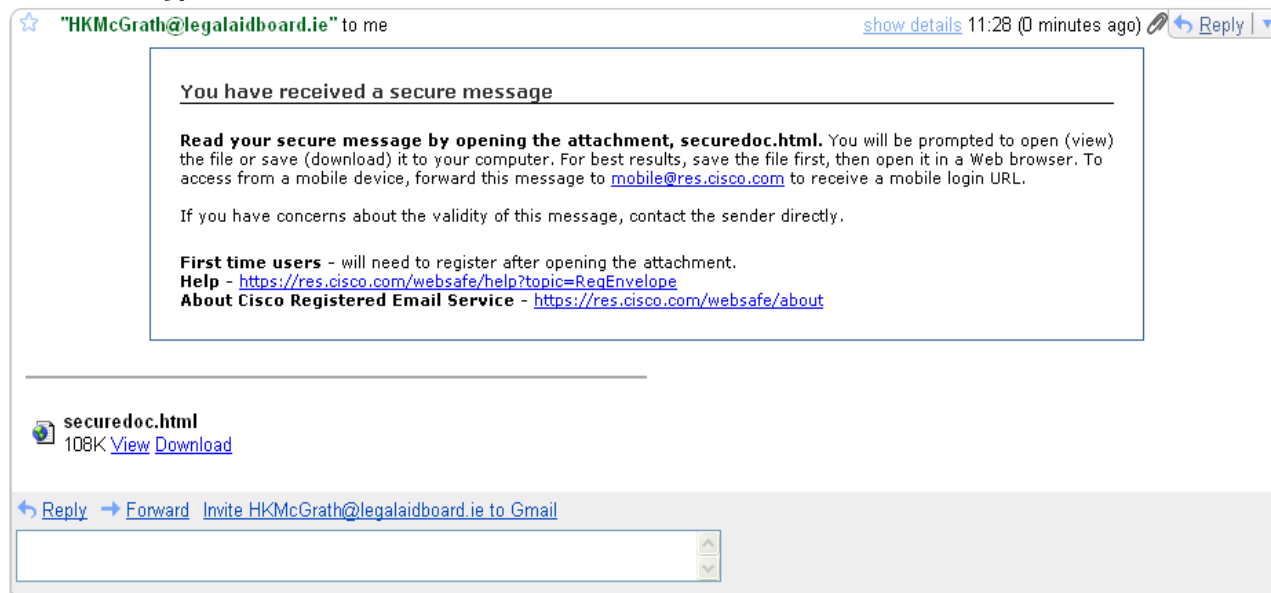 "HKMcGrath@legalaidboard.ie" to me show details 11:28 (0 minutes ago) Reply
You have received a secure message
Read your secure message by opening the attachment, securedoc.html. You will be prompted to open (view)
the file or save (download) it to your computer. For best results, save the file first, then open it in a Web browser. To
access from a mobile device, forward this message to mobile@res.cisco.com to receive a mobile login URL.
If you have concerns about the validity of this message, contact the sender directly.
First time users - will need to register after opening the attachment.
Help - https://res.cisco.com/websafe/help?topic=RegEnvelope
About Cisco Registered Email Service - https://res.cisco.com/websafe/about
securedoc.html
108K View Download
Reply Forward Invite HKMcGrath@legalaidboard.ie to Gmail